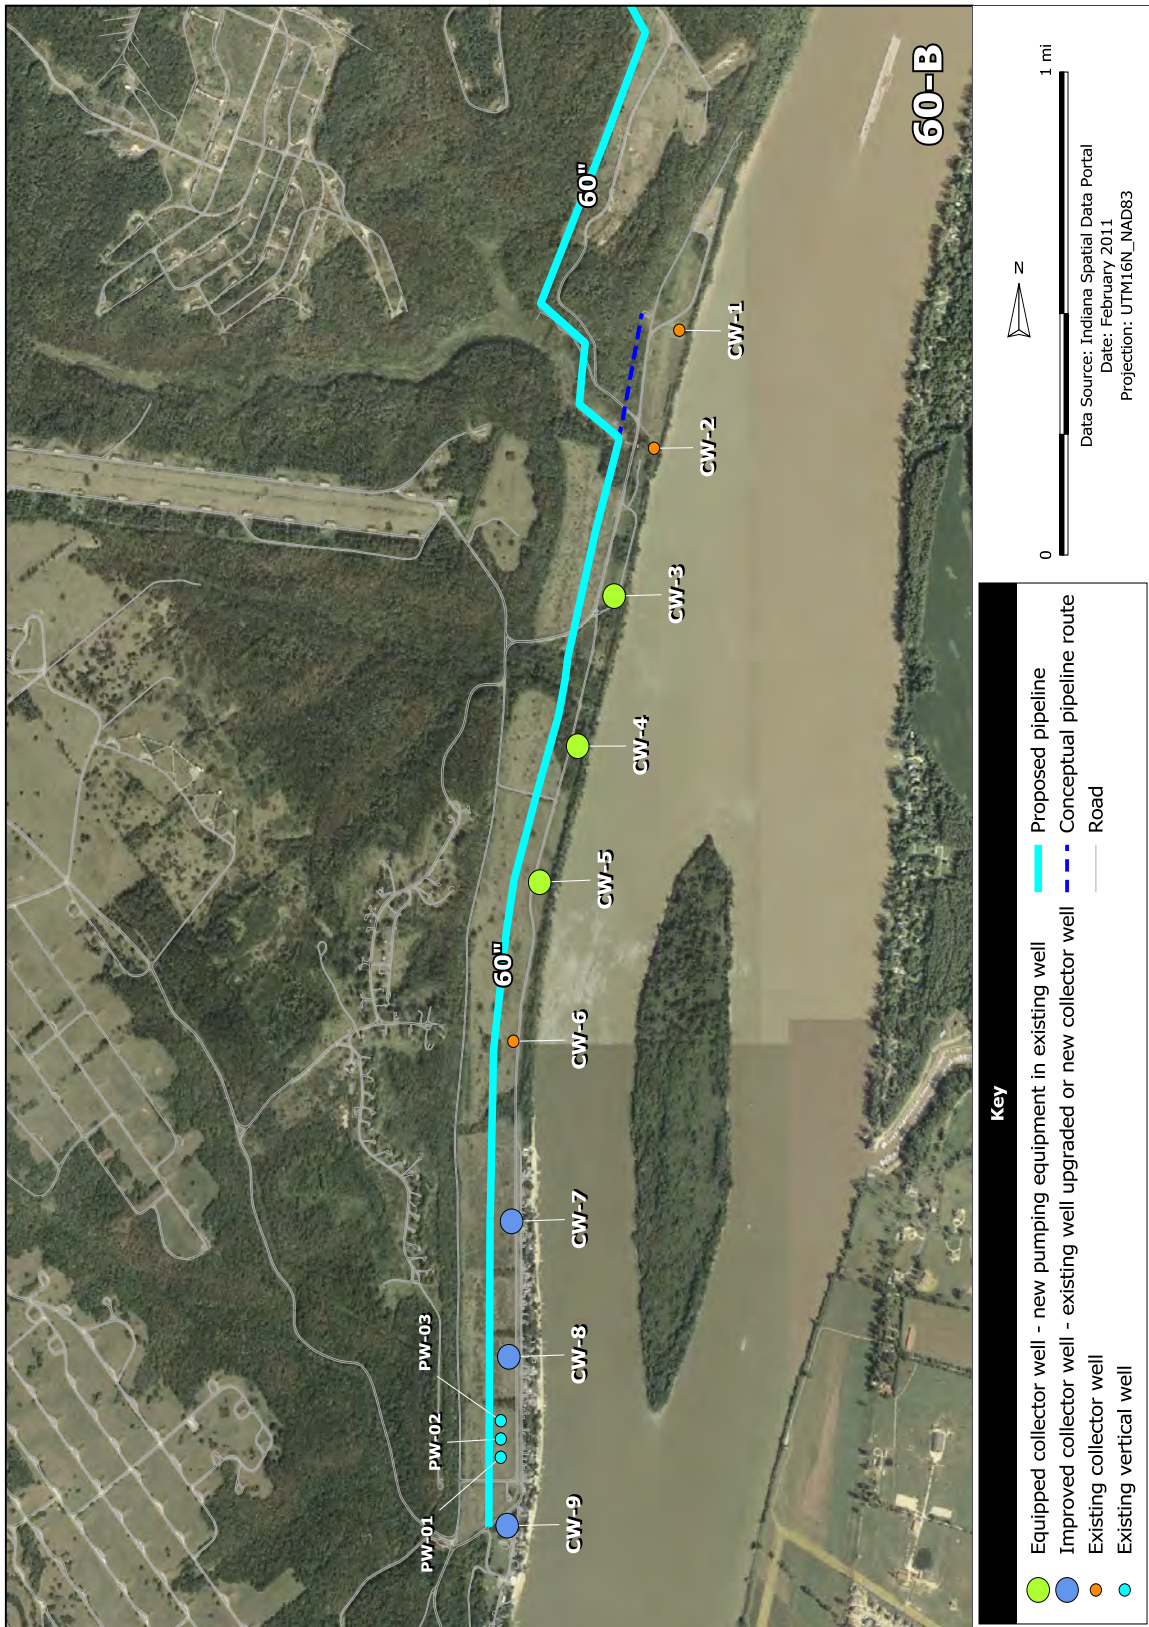 60"
60"
CW-1
CW-2
CW-3
CW-4
CW-5
CW-6
CW-7
CW-8
CW-9
PW-01
PW-02
PW-03
60-B
Key
Equipped collector well - new pumping equipment in existing well
Improved collector well - existing well upgraded or new collector well
Existing collector well
Existing vertical well
Proposed pipeline
Conceptual pipeline route
Road
N
0
1 mi
Data Source: Indiana Spatial Data Portal
Date: February 2011
Projection: UTM16N_NAD83